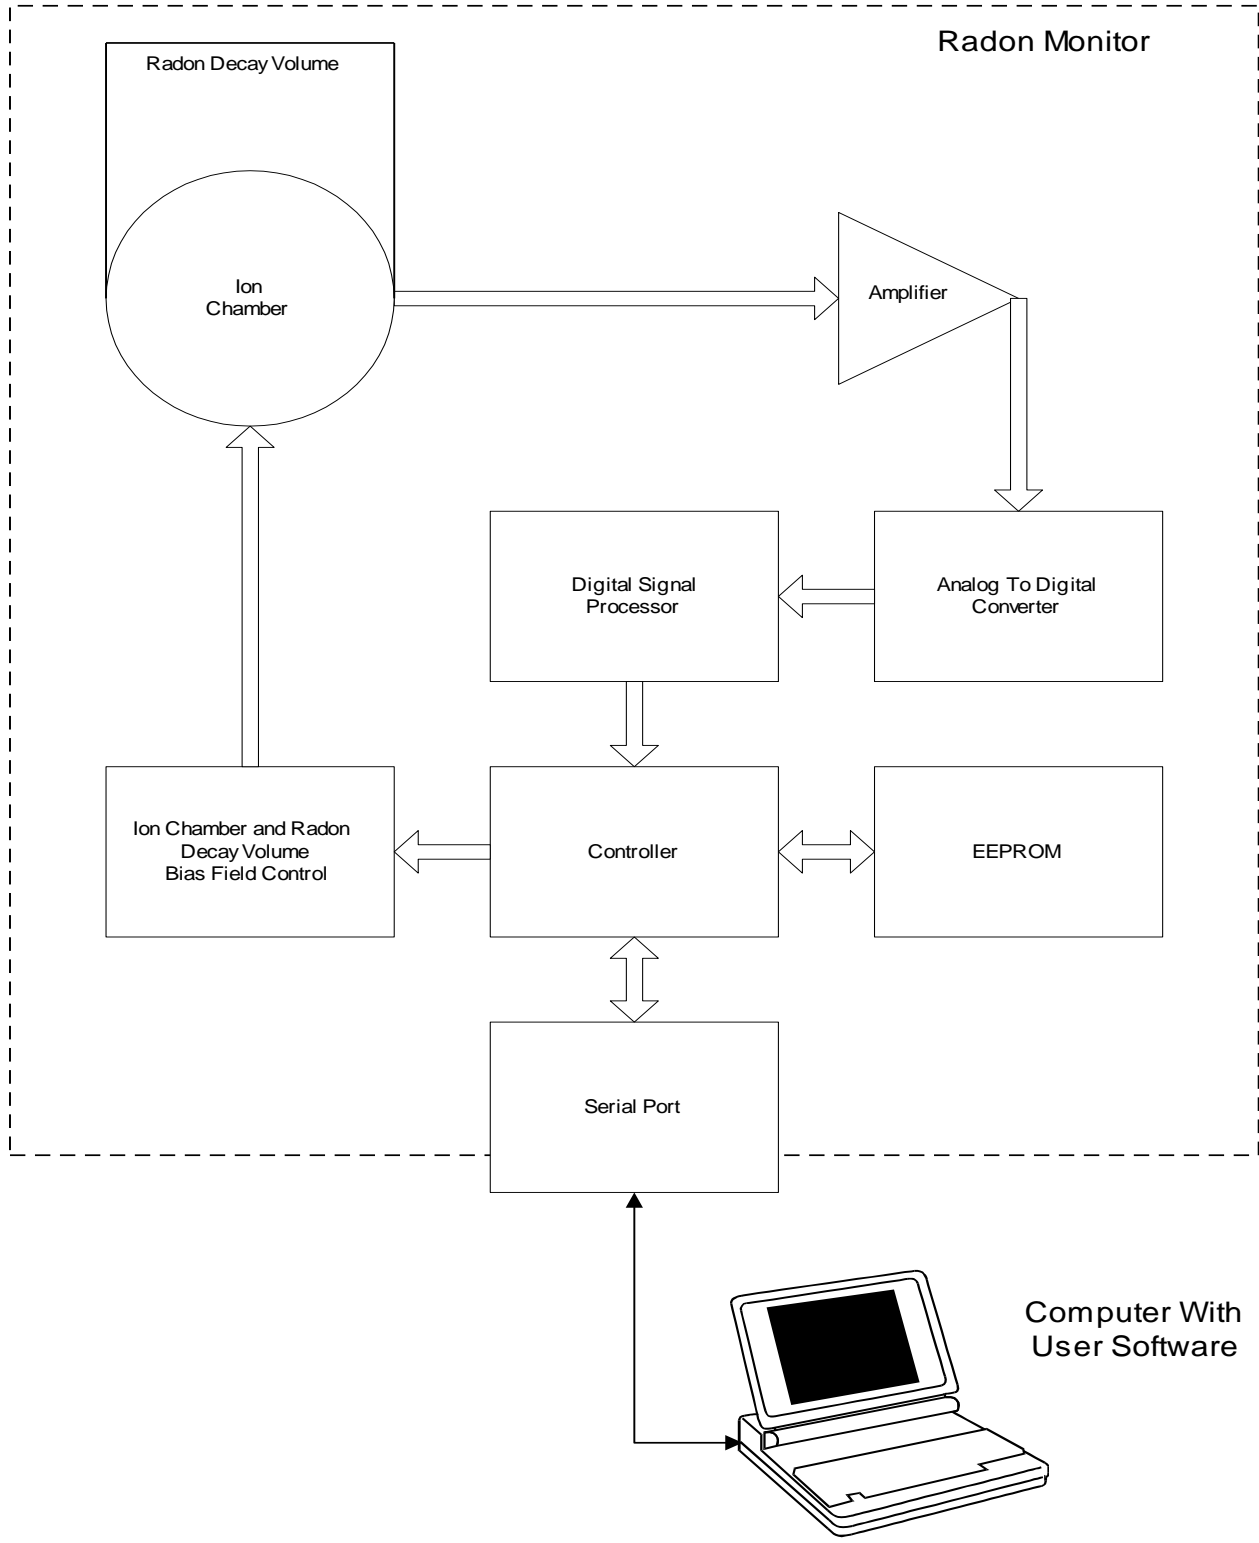 Radon Monitor
Radon Decay Volume
Ion
Chamber
Amplifier
Digital Signal
Processor
Analog To Digital
Converter
Ion Chamber and Radon
Decay Volume
Bias Field Control
Controller
EEPROM
Serial Port
Computer With
User Software